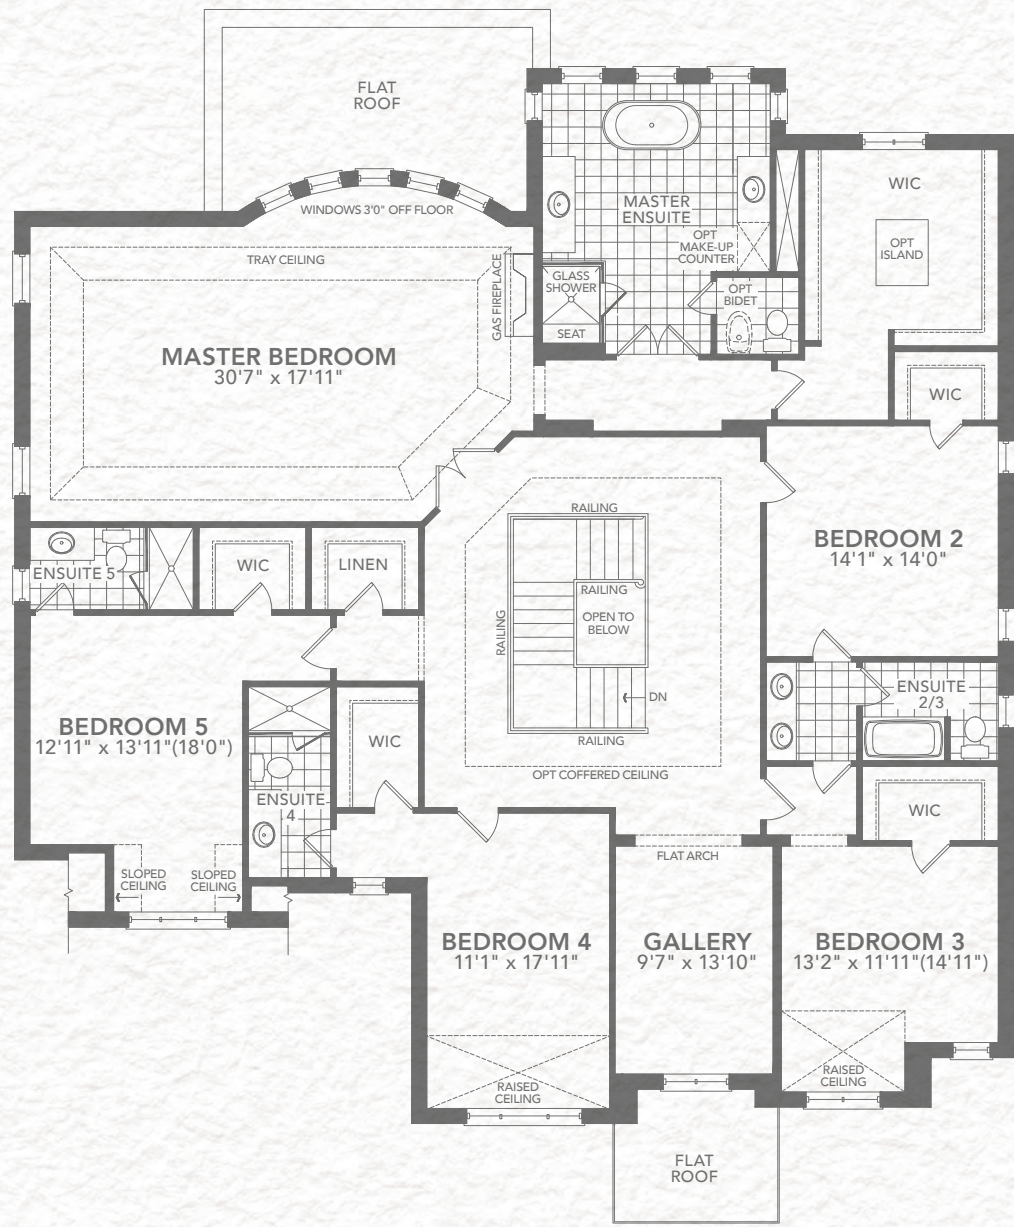 FLAT
ROOF
WINDOWS 3'0" OFF FLOOR
TRAY CEILING
GAS FIREPLACE
MASTER BEDROOM
30'7" x 17'11"
MASTER
ENSUITE
OPT
MAKE-UP
COUNTER
GLASS
SHOWER
SEAT
OPT
BIDET
WIC
OPT
ISLAND
WIC
BEDROOM 2
14'1" x 14'0"
RAILING
RAILING
RAILING
OPEN TO
BELOW
DN
RAILING
OPT COFFERED CEILING
ENSUITE 5
WIC
LINEN
BEDROOM 5
12'11" x 13'11"(18'0")
WIC
ENSUITE
4
SLOPED
CEILING
SLOPED
CEILING
ENSUITE
2/3
WIC
FLAT ARCH
BEDROOM 4
11'1" x 17'11"
GALLERY
9'7" x 13'10"
BEDROOM 3
13'2" x 11'11"(14'11")
RAISED
CEILING
RAISED
CEILING
FLAT
ROOF